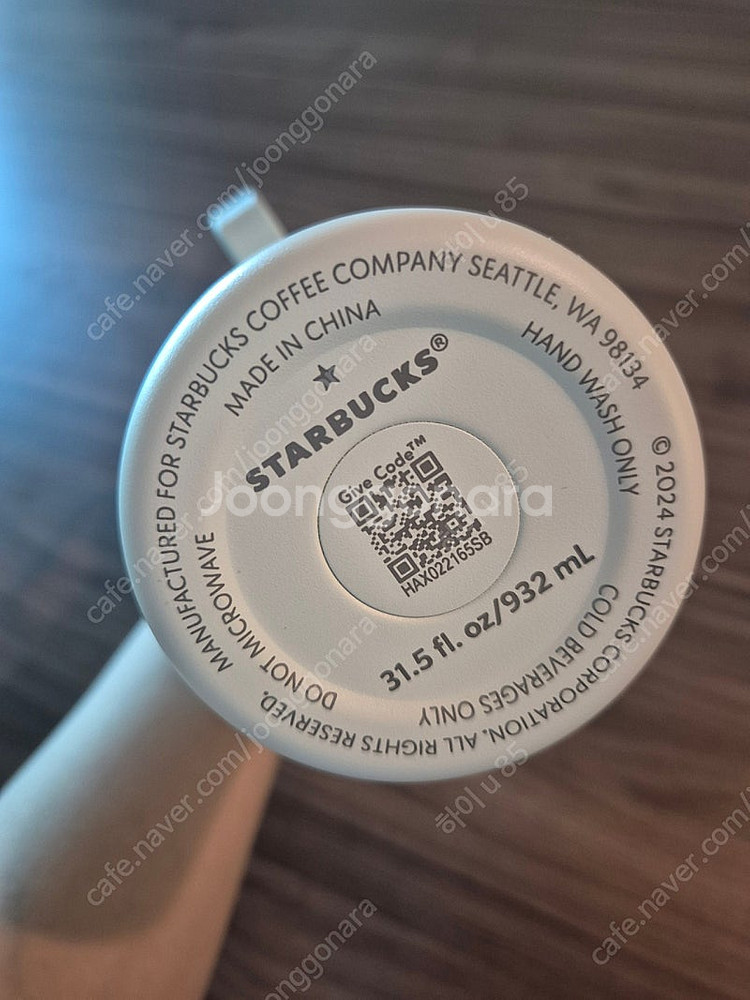 MANUFACTURED FOR STARBUCKS COFFEE COMPANY SEATTLE, WA 98134
© 2024 STARBUCKS CORPORATION. ALL RIGHTS RESERVED.
MADE IN CHINA
HAND WASH ONLY
STARBUCKS®
Give Code™
HAX022165SB
31.5 fl. oz/932 mL
DO NOT MICROWAVE
COLD BEVERAGES ONLY
Joonggonara
cafe.naver.com/joonggonara